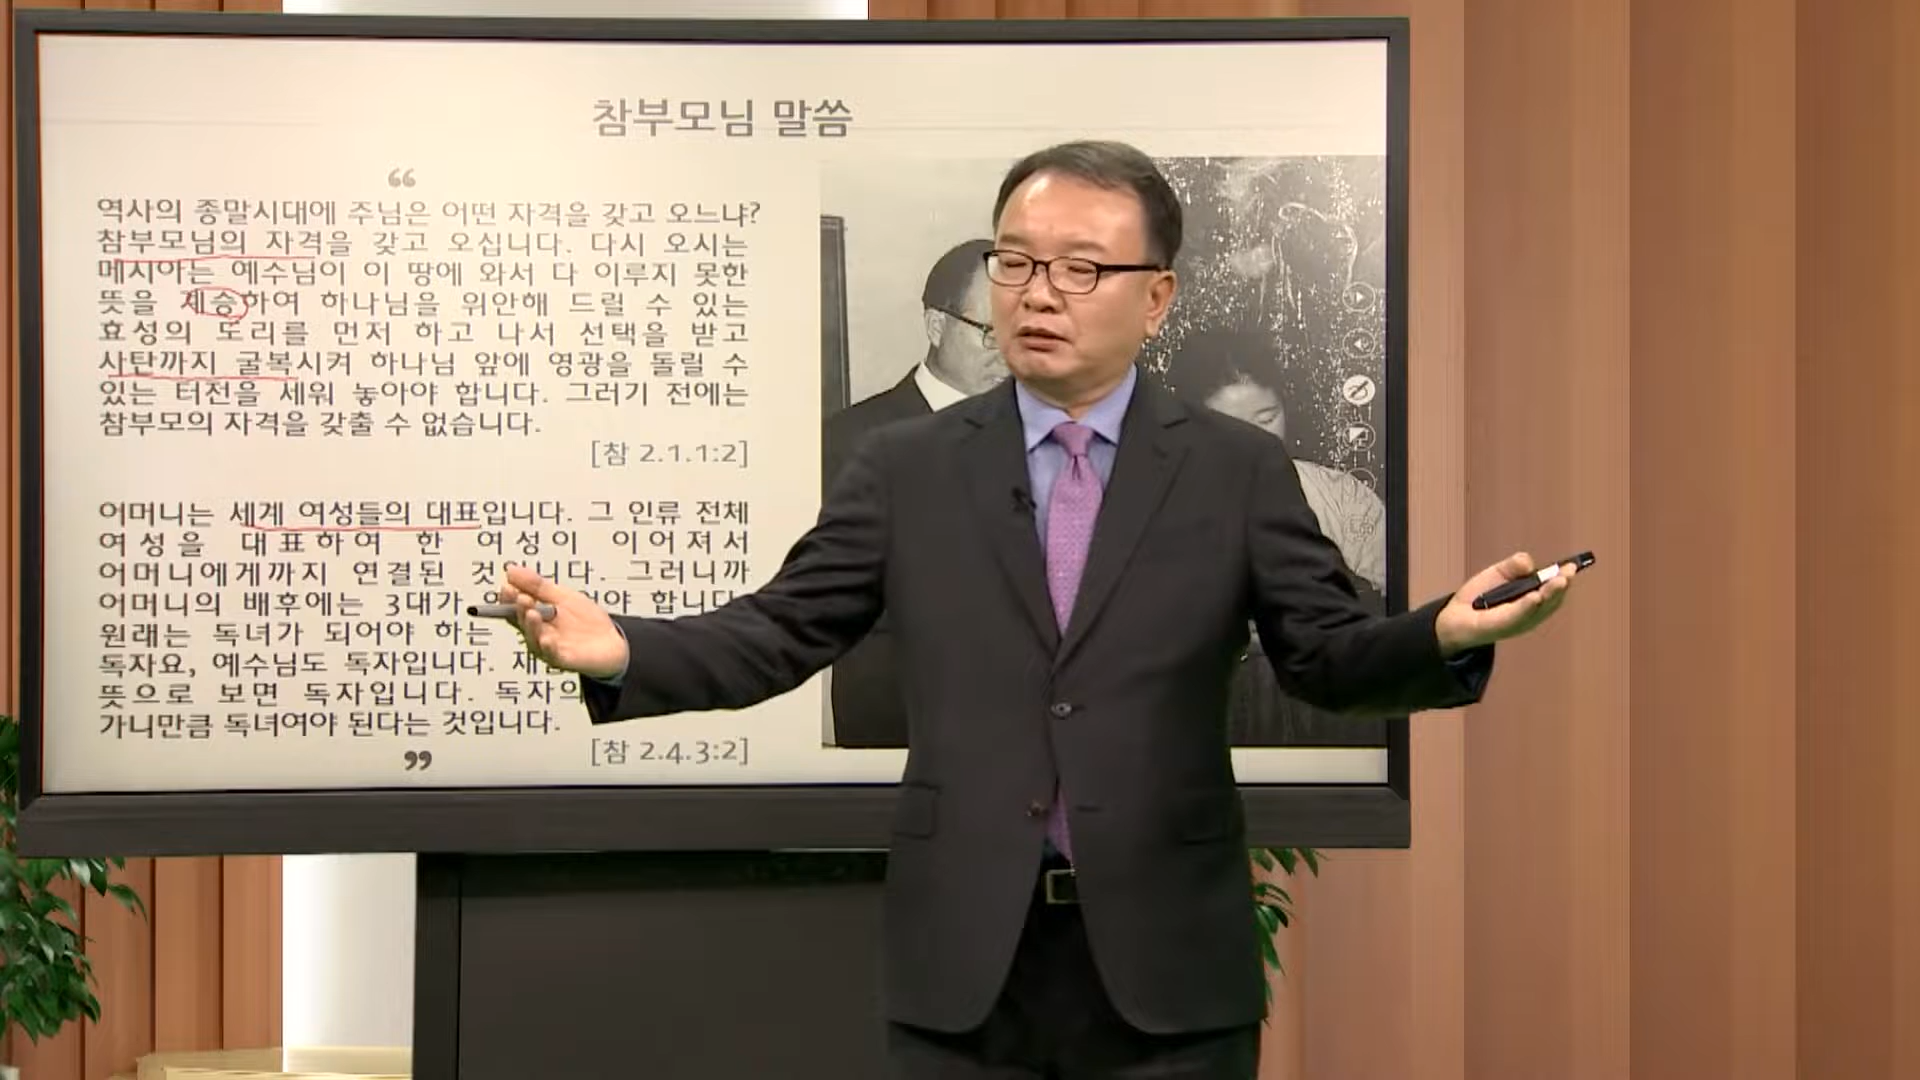 참부모님 말씀
“
역사의 종말시대에 주님은 어떤 자격을 갖고 오느냐?
참부모님의 자격을 갖고 오십니다. 다시 오시는
메시아는 예수님이 이 땅에 와서 다 이루지 못한
뜻을 계승하여 하나님을 위안해 드릴 수 있는
효성의 도리를 먼저 하고 나서 선택을 받고
사탄까지 굴복시켜 하나님 앞에 영광을 돌릴 수
있는 터전을 세워 놓아야 합니다. 그러기 전에는
참부모의 자격을 갖출 수 없습니다.
[참 2.1.1:2]
어머니는 세계 여성들의 대표입니다. 그 인류 전체
여성을 대표하여 한 여성이 이어져서
어머니에게까지 연결된 것입니다. 그러니까
어머니의 배후에는 3대가 합니다.
원래는 독녀가 되어야 하는
독자요, 예수님도 독자입니다.
뜻으로 보면 독자입니다. 독자의
가니만큼 독녀여야 된다는 것입니다.
[참 2.4.3:2]
”